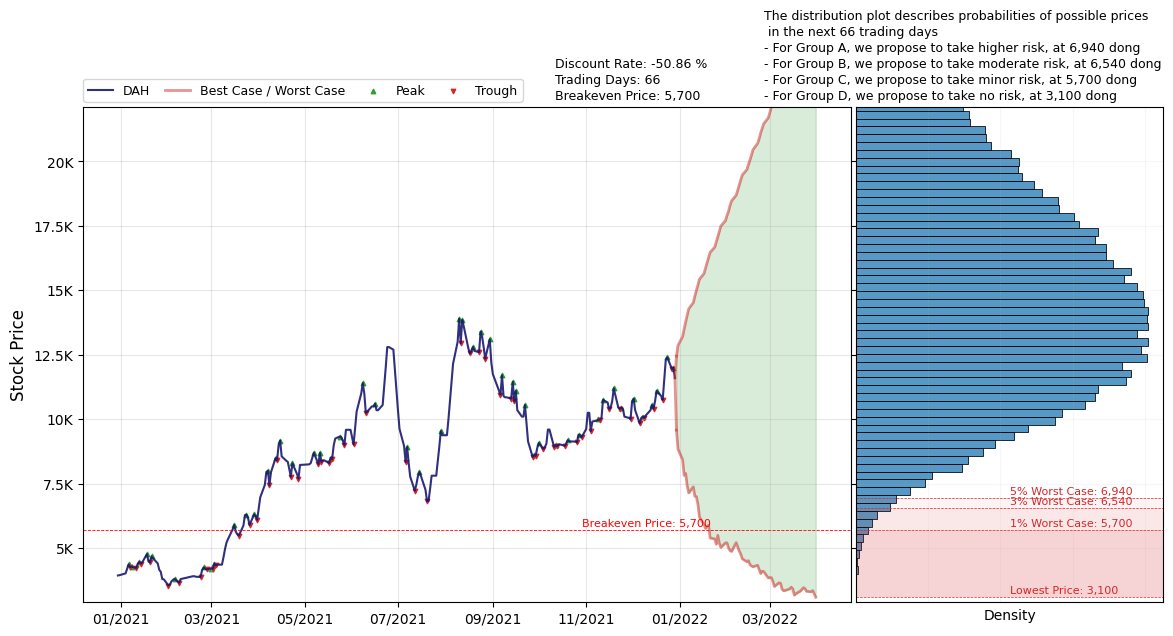 The distribution plot describes probabilities of possible prices
in the next 66 trading days
- For Group A, we propose to take higher risk, at 6,940 dong
- For Group B, we propose to take moderate risk, at 6,540 dong
- For Group C, we propose to take minor risk, at 5,700 dong
- For Group D, we propose to take no risk, at 3,100 dong
Discount Rate: -50.86 %
Trading Days: 66
Breakeven Price: 5,700
DAH
Best Case / Worst Case
Peak
Trough
Stock Price
20K
17.5K
15K
12.5K
10K
7.5K
5K
Breakeven Price: 5,700
5% Worst Case: 6,940
3% Worst Case: 6,540
1% Worst Case: 5,700
Lowest Price: 3,100
01/2021
03/2021
05/2021
07/2021
09/2021
11/2021
01/2022
03/2022
Density